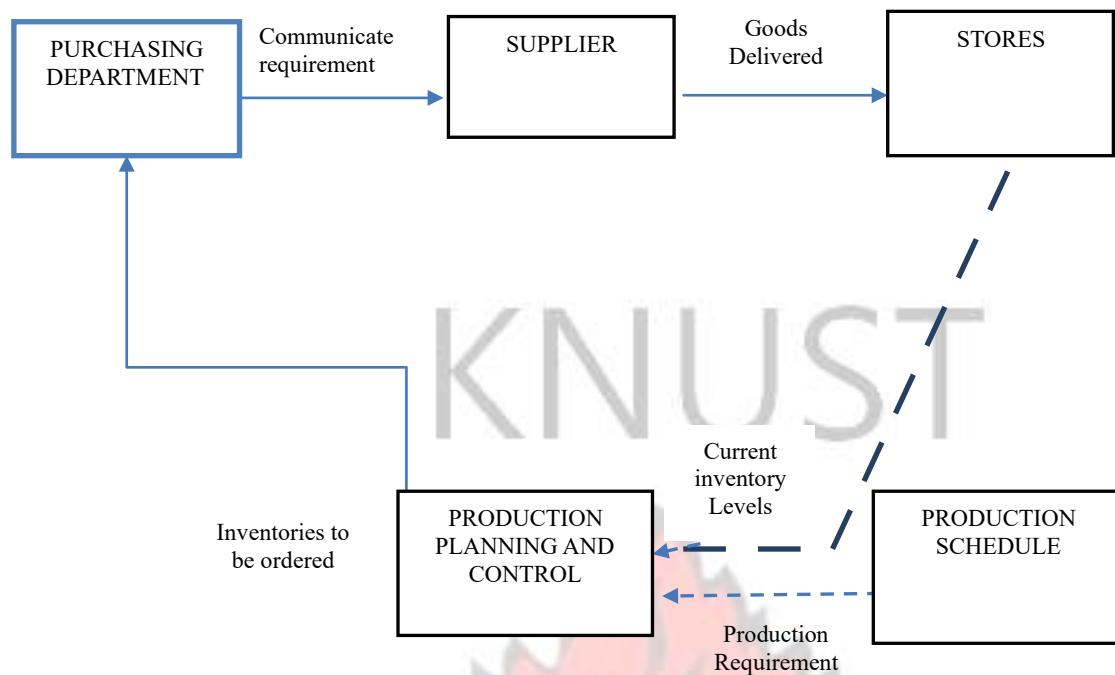 PURCHASING
DEPARTMENT
Communicate
requirement
SUPPLIER
Goods
Delivered
STORES
KNUST
Current
inventory
Levels
Inventories to
be ordered
PRODUCTION
PLANNING AND
CONTROL
PRODUCTION
SCHEDULE
Production
Requirement